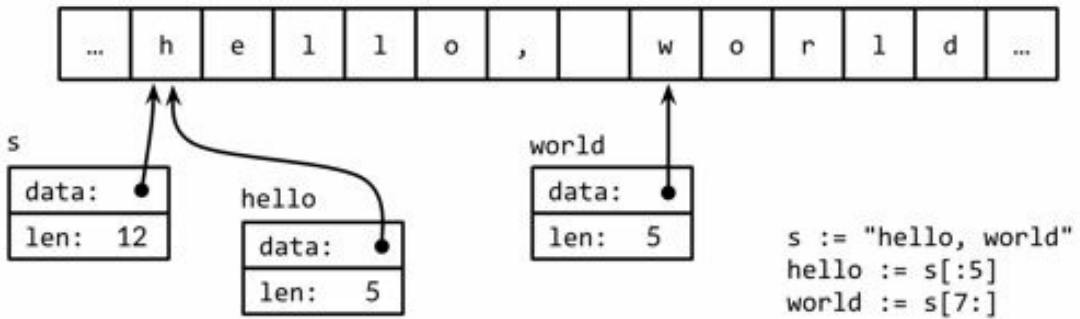 … h e l l o , w o r l d …
s
data:
len: 12
hello
data:
len: 5
world
data:
len: 5
s := "hello, world"
hello := s[:5]
world := s[7:]